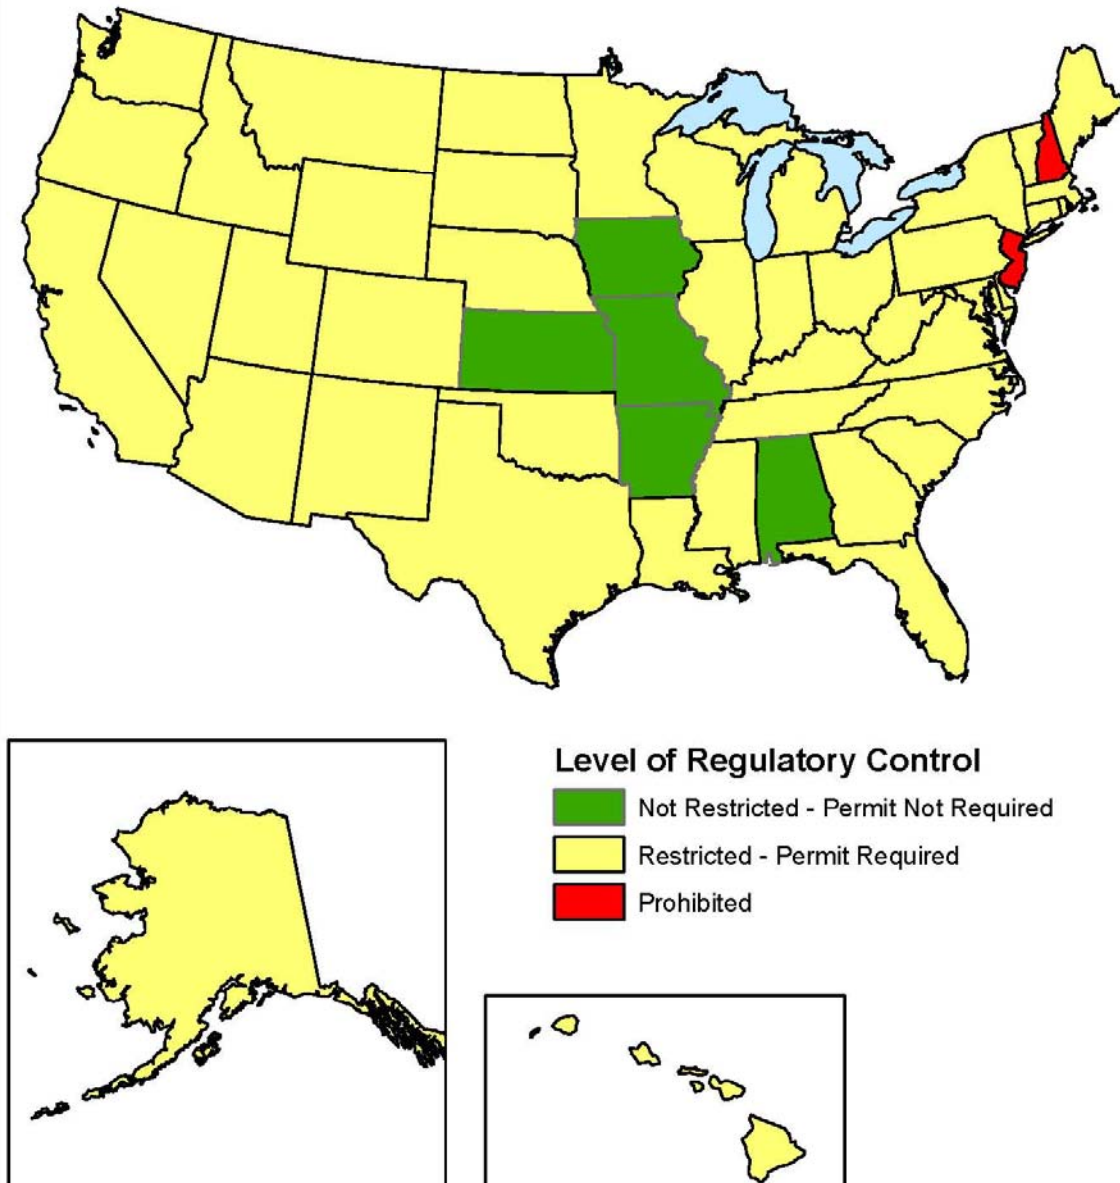 Level of Regulatory Control
Not Restricted - Permit Not Required
Restricted - Permit Required
Prohibited